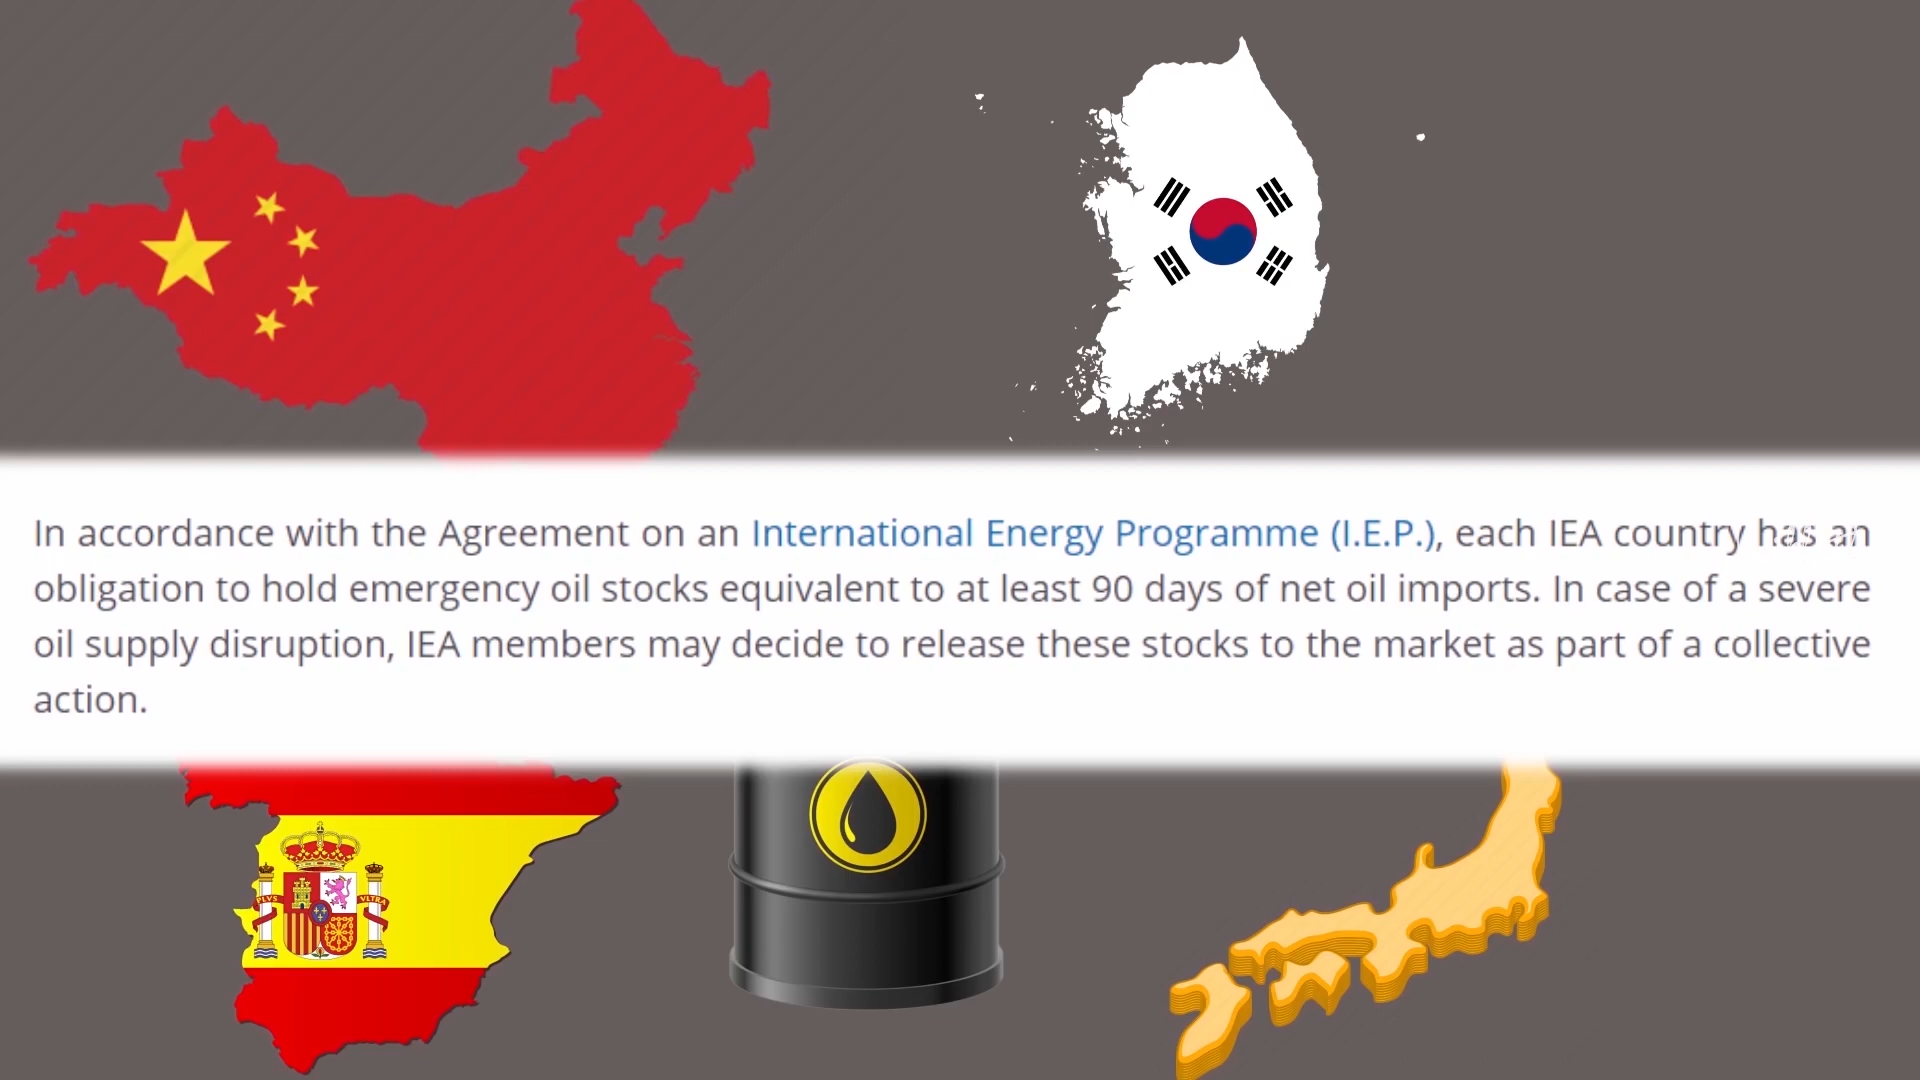 In accordance with the Agreement on an International Energy Programme (I.E.P.), each IEA country has an
obligation to hold emergency oil stocks equivalent to at least 90 days of net oil imports. In case of a severe
oil supply disruption, IEA members may decide to release these stocks to the market as part of a collective
action.
PLVS VLTRA